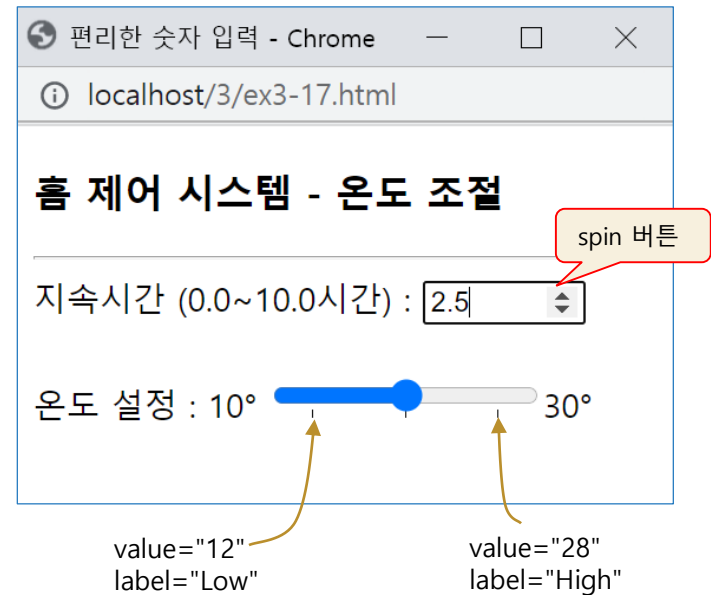 편리한 숫자 입력 - Chrome
localhost/3/ex3-17.html
홈 제어 시스템 - 온도 조절
spin 버튼
지속시간 (0.0~10.0시간) : 2.5
온도 설정 : 10° 30°
value="12"
label="Low"
value="28"
label="High"